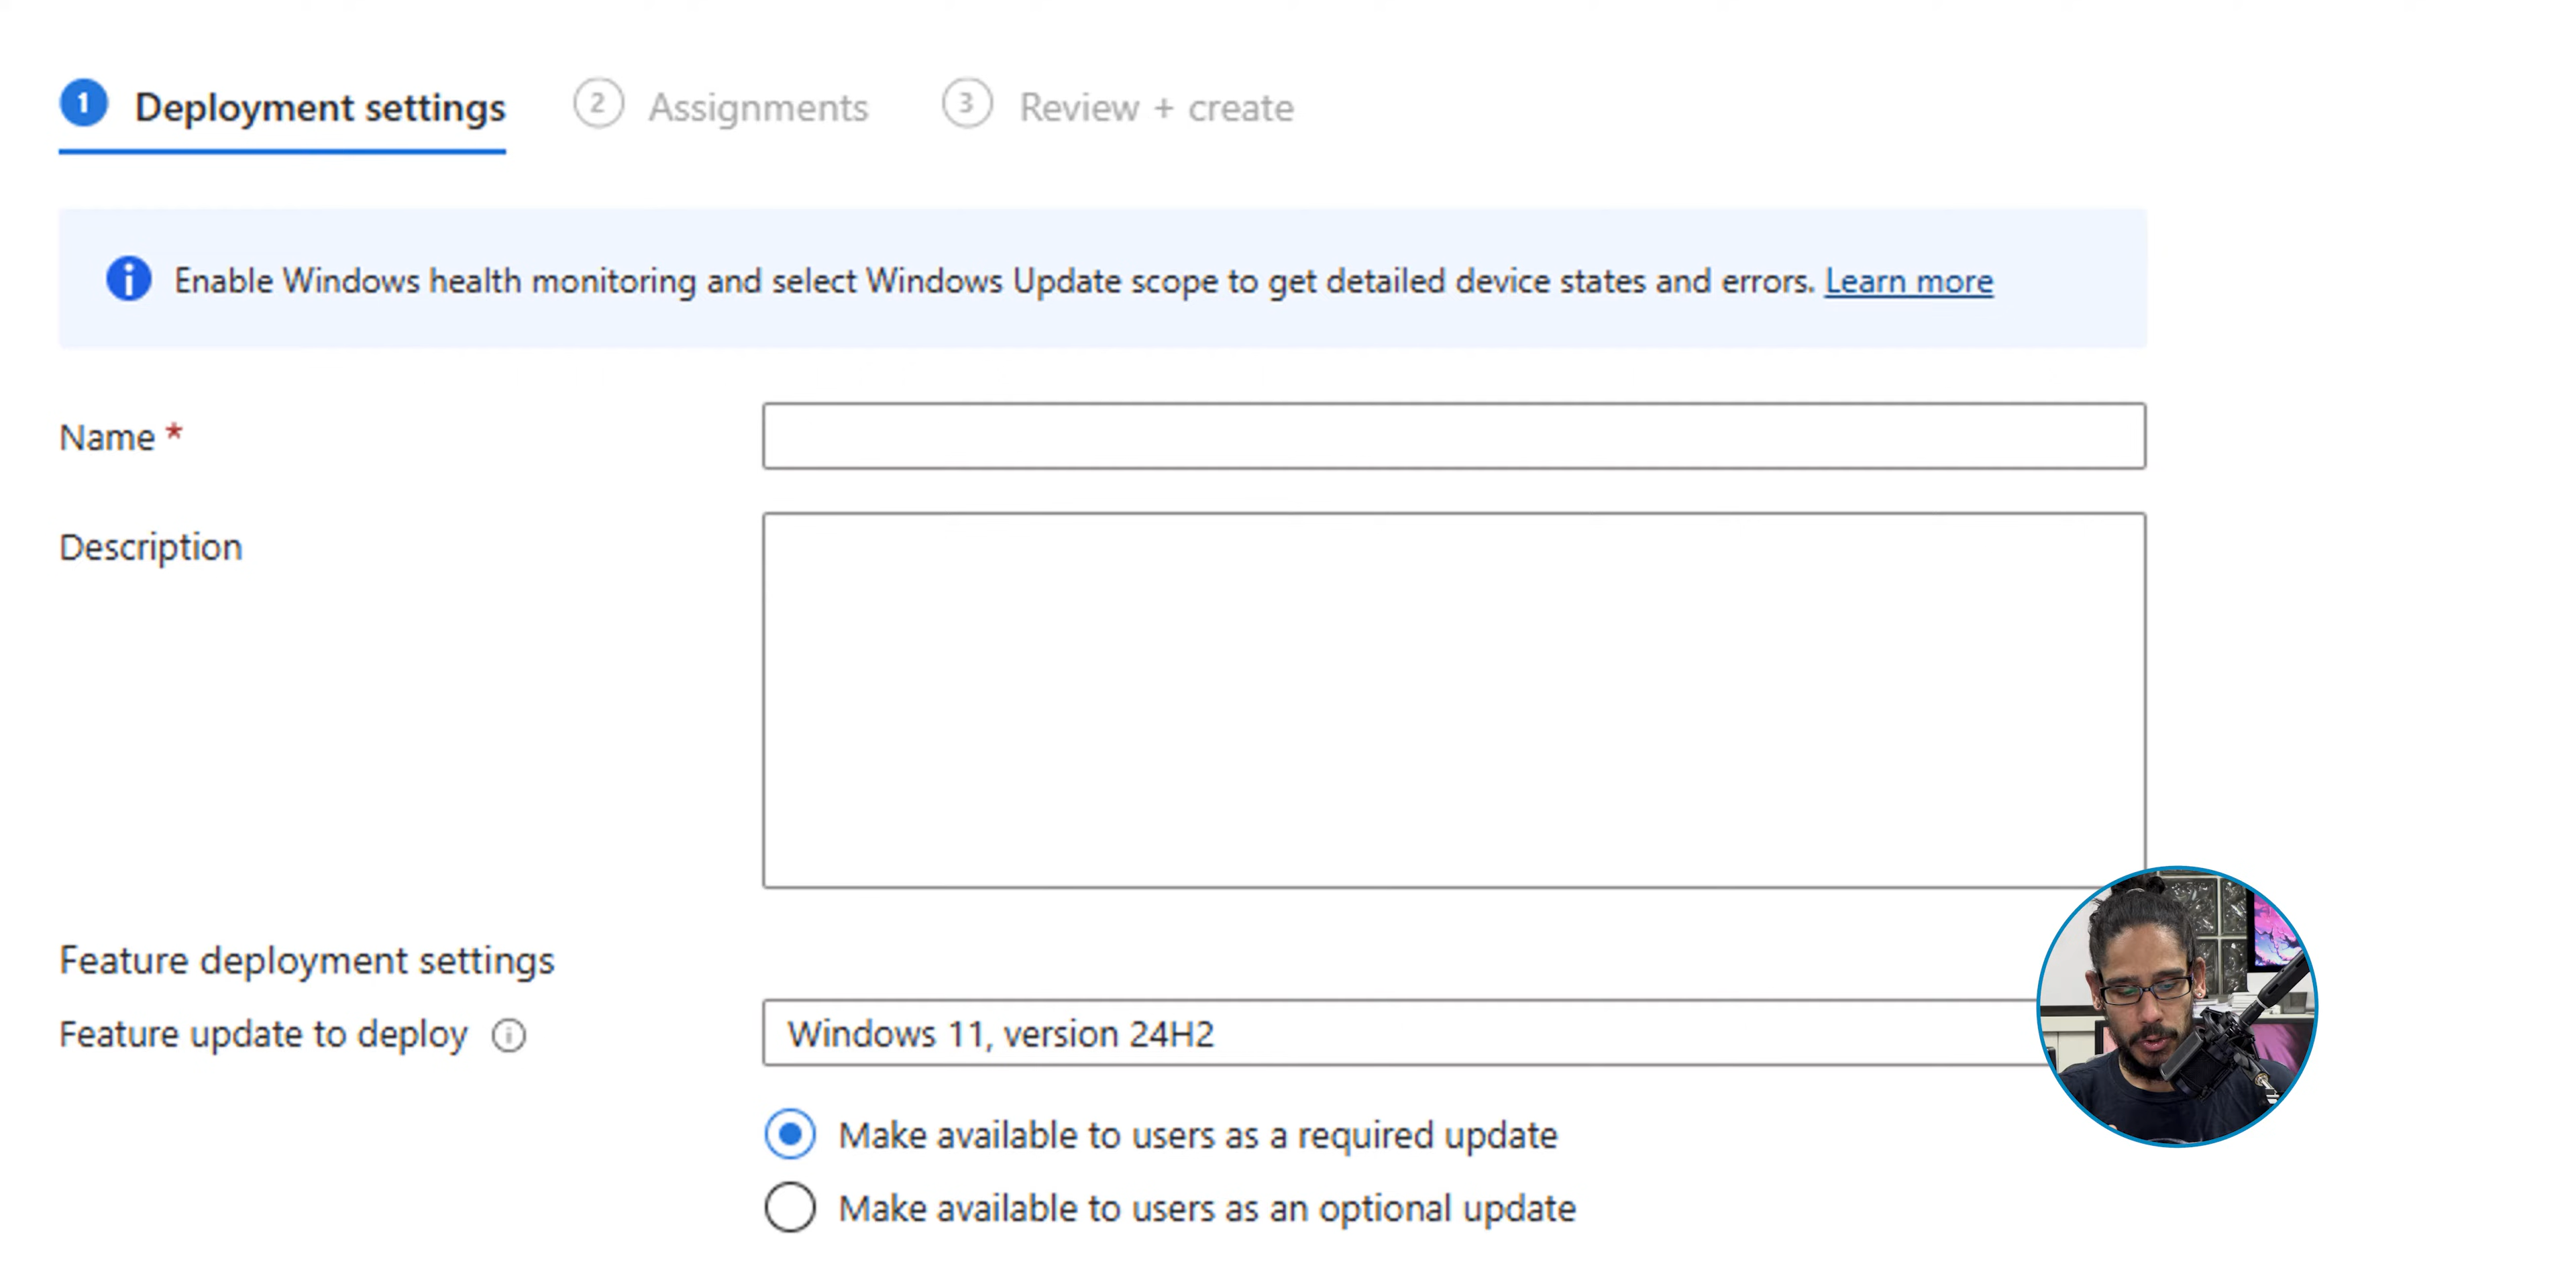 1 Deployment settings 2 Assignments 3 Review + create
Enable Windows health monitoring and select Windows Update scope to get detailed device states and errors. Learn more
Name *
Description
Feature deployment settings
Feature update to deploy Windows 11, version 24H2
Make available to users as a required update
Make available to users as an optional update